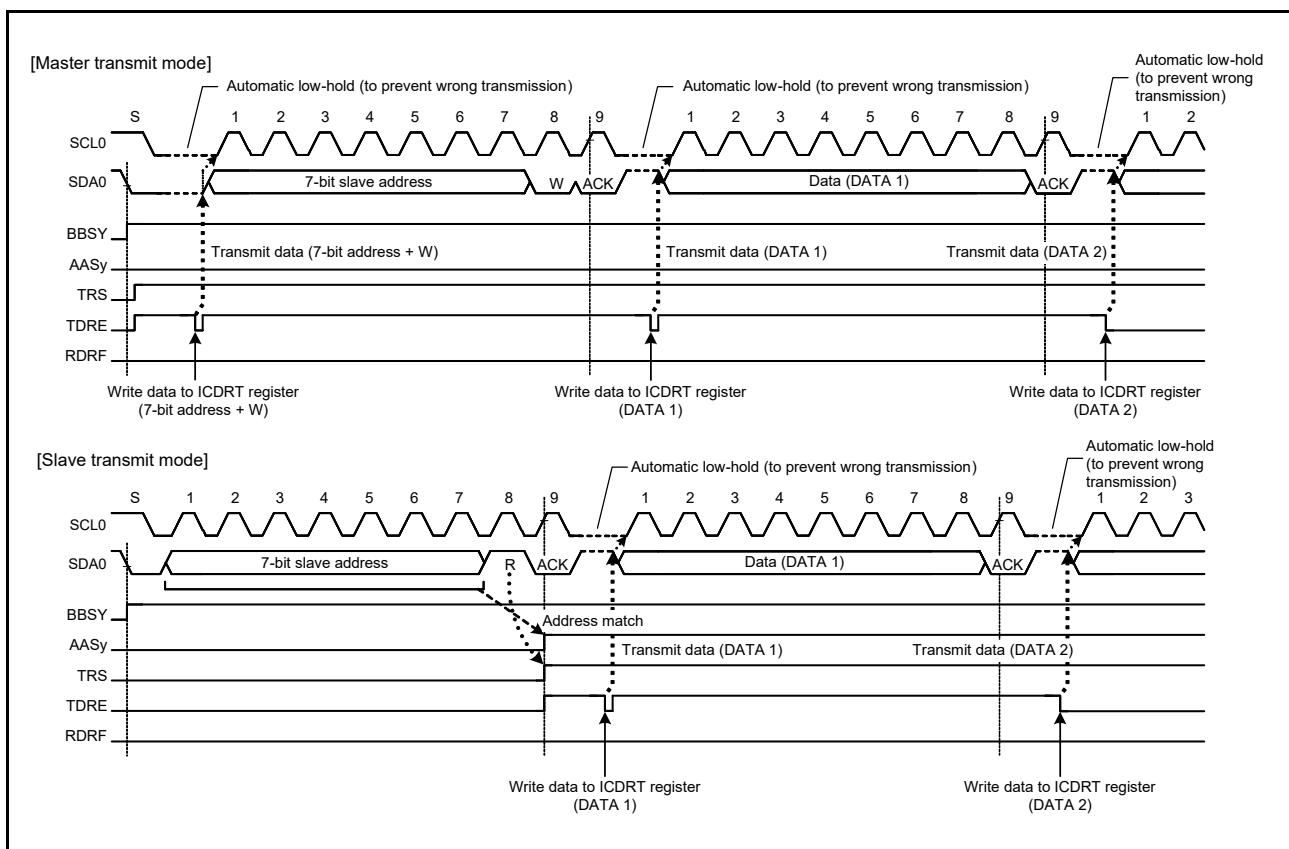 [Master transmit mode]
Automatic low-hold (to prevent wrong transmission)
Automatic low-hold (to prevent wrong transmission)
Automatic low-hold
(to prevent wrong
transmission)
S 1 2 3 4 5 6 7 8 9 1 2 3 4 5 6 7 8 9 1 2
SCL0
SDA0 7-bit slave address W ACK Data (DATA 1) ACK
BBSY
Transmit data (7-bit address + W) Transmit data (DATA 1) Transmit data (DATA 2)
AASy
TRS
TDRE
RDRF
Write data to ICDRT register
(7-bit address + W)
Write data to ICDRT register
(DATA 1)
Write data to ICDRT register
(DATA 2)
[Slave transmit mode]
Automatic low-hold (to prevent wrong transmission)
Automatic low-hold
(to prevent wrong
transmission)
S 1 2 3 4 5 6 7 8 9 1 2 3 4 5 6 7 8 9 1 2 3
SCL0
SDA0 7-bit slave address R ACK Data (DATA 1) ACK
BBSY
Address match
AASy
Transmit data (DATA 1) Transmit data (DATA 2)
TRS
TDRE
RDRF
Write data to ICDRT register
(DATA 1)
Write data to ICDRT register
(DATA 2)